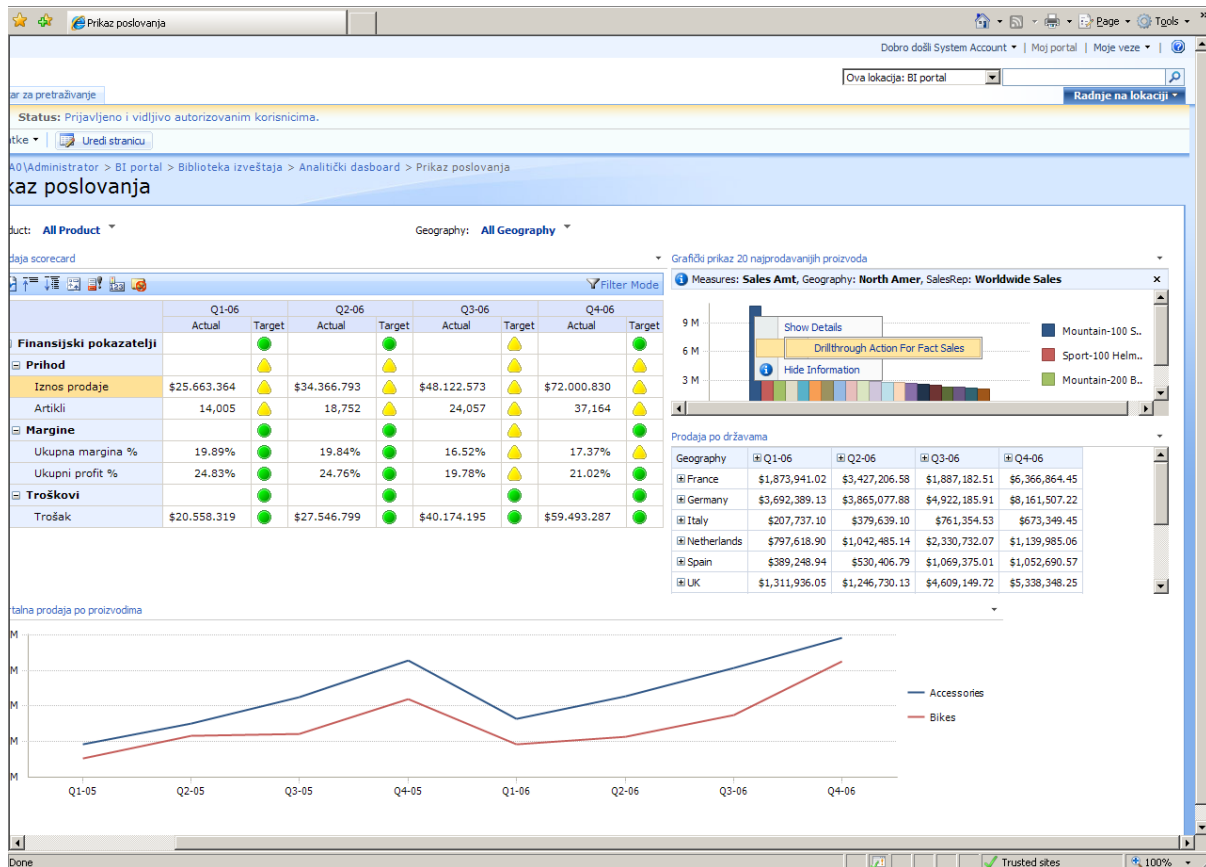 Prikaz poslovanja
Page
Tools
Dobro došli System Account | Moj portal | Moje veze
Ova lokacija: BI portal
ar za pretraživanje
Radnje na lokaciji
Status: Prijavljeno i vidljivo autorizovanim korisnicima.
atke
Uredi stranicu
A0\Administrator > BI portal > Biblioteka izveštaja > Analitički dasboard > Prikaz poslovanja
kaz poslovanja
duct: All Product
Geography: All Geography
daja scorecard
Filter Mode
Q1-06 Q2-06 Q3-06 Q4-06
Actual Target Actual Target Actual Target Actual Target
Finansijski pokazatelji
Prihod
Iznos prodaje $25.663.364 $34.366.793 $48.122.573 $72.000.830
Artikli 14,005 18,752 24,057 37,164
Margine
Ukupna margina % 19.89% 19.84% 16.52% 17.37%
Ukupni profit % 24.83% 24.76% 19.78% 21.02%
Troškovi
Trošak $20.558.319 $27.546.799 $40.174.195 $59.493.287
Grafički prikaz 20 najprodavanijih proizvoda
Measures: Sales Amt, Geography: North Amer, SalesRep: Worldwide Sales
9 M
6 M
3 M
Show Details
Drillthrough Action For Fact Sales
Hide Information
Mountain-100 S..
Sport-100 Helm..
Mountain-200 B..
Prodaja po državama
Geography Q1-06 Q2-06 Q3-06 Q4-06
France $1,873,941.02 $3,427,206.58 $1,887,182.51 $6,366,864.45
Germany $3,692,389.13 $3,865,077.88 $4,922,185.91 $8,161,507.22
Italy $207,737.10 $379,639.10 $761,354.53 $673,349.45
Netherlands $797,618.90 $1,042,485.14 $2,330,732.07 $1,139,985.06
Spain $389,248.94 $530,406.79 $1,069,375.01 $1,052,690.57
UK $1,311,936.05 $1,246,730.13 $4,609,149.72 $5,338,348.25
rtalna prodaja po proizvodima
M
M
M
M
M
Q1-05 Q2-05 Q3-05 Q4-05 Q1-06 Q2-06 Q3-06 Q4-06
Accessories
Bikes
Done
Trusted sites
100%